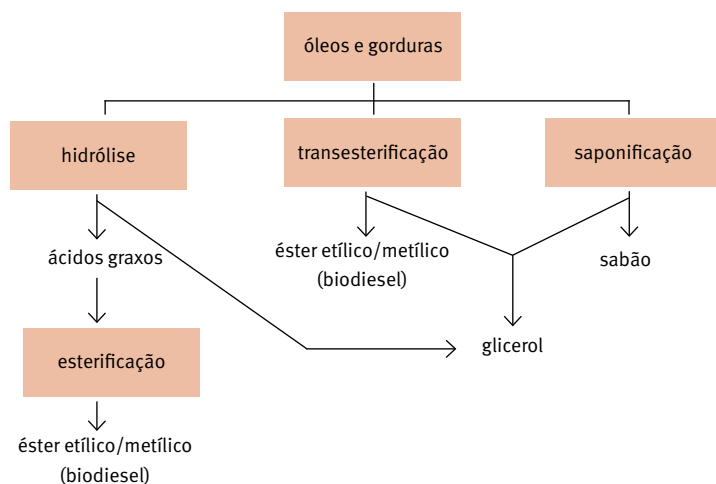 óleos e gorduras
hidrólise
transesterificação
saponificação
ácidos graxos
éster etílico/metílico
(biodiesel)
sabão
glicerol
esterificação
éster etílico/metílico
(biodiesel)